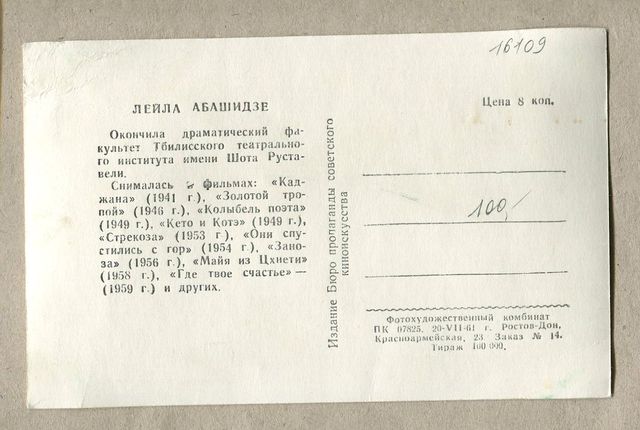 16109
ЛЕЙЛА АБАШИДЗЕ
Цена 8 коп.
Окончила драматический фа-
культет Тбилисского театрально-
го института имени Шота Руста-
вели.
Снималась в фильмах: «Кад-
жана» (1941 г.), «Золотой тро-
пой» (1946 г.), «Колыбель поэта»
(1949 г.), «Кето и Котэ» (1949 г.),
«Стрекоза» (1953 г.), «Они спу-
стились с гор» (1954 г.), «Зано-
за» (1956 г.), «Майя из Цхнети»
(1958 г.), «Где твое счастье» —
(1959 г.) и других.
Издание Бюро пропаганды советского
киноискусства
100,-
Фотохудожественный комбинат
ПК 07825. 20-VII-61 г. Ростов-Дон,
Красноармейская, 23 Заказ № 14.
Тираж 100 000.